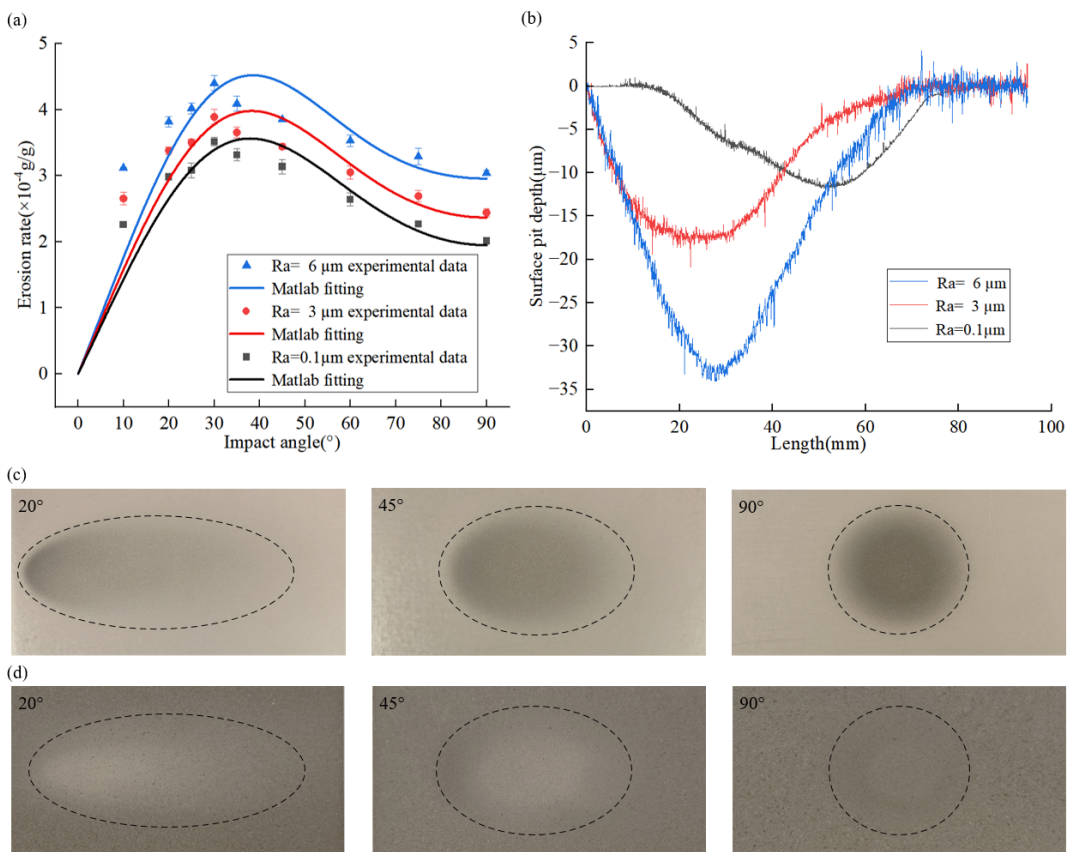 (a)
Erosion rate(×10⁻⁴g/g)
5
4
3
2
1
0
Ra= 6 μm experimental data
Matlab fitting
Ra= 3 μm experimental data
Matlab fitting
Ra=0.1μm experimental data
Matlab fitting
0 10 20 30 40 50 60 70 80 90
Impact angle(°)
(b)
Surface pit depth(μm)
5
0
−5
−10
−15
−20
−25
−30
−35
Ra= 6 μm
Ra= 3 μm
Ra=0.1μm
0 20 40 60 80 100
Length(mm)
(c)
20°
45°
90°
(d)
20°
45°
90°